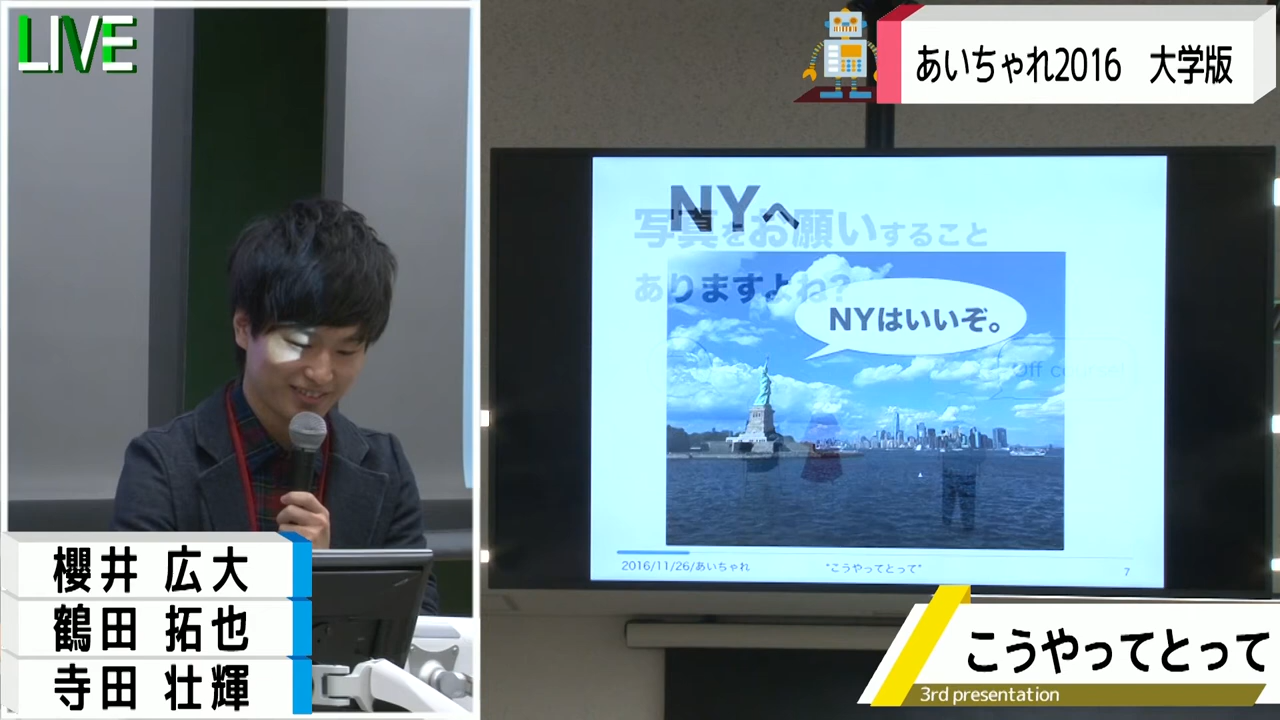 LIVE
あいちゃれ2016 大学版
NYへ
写真をお願いすること
ありますよね?
NYはいいぞ。
2016/11/26/あいちゃれ
"こうやってとって"
7
櫻井 広大
鶴田 拓也
寺田 壮輝
こうやってとって
3rd presentation